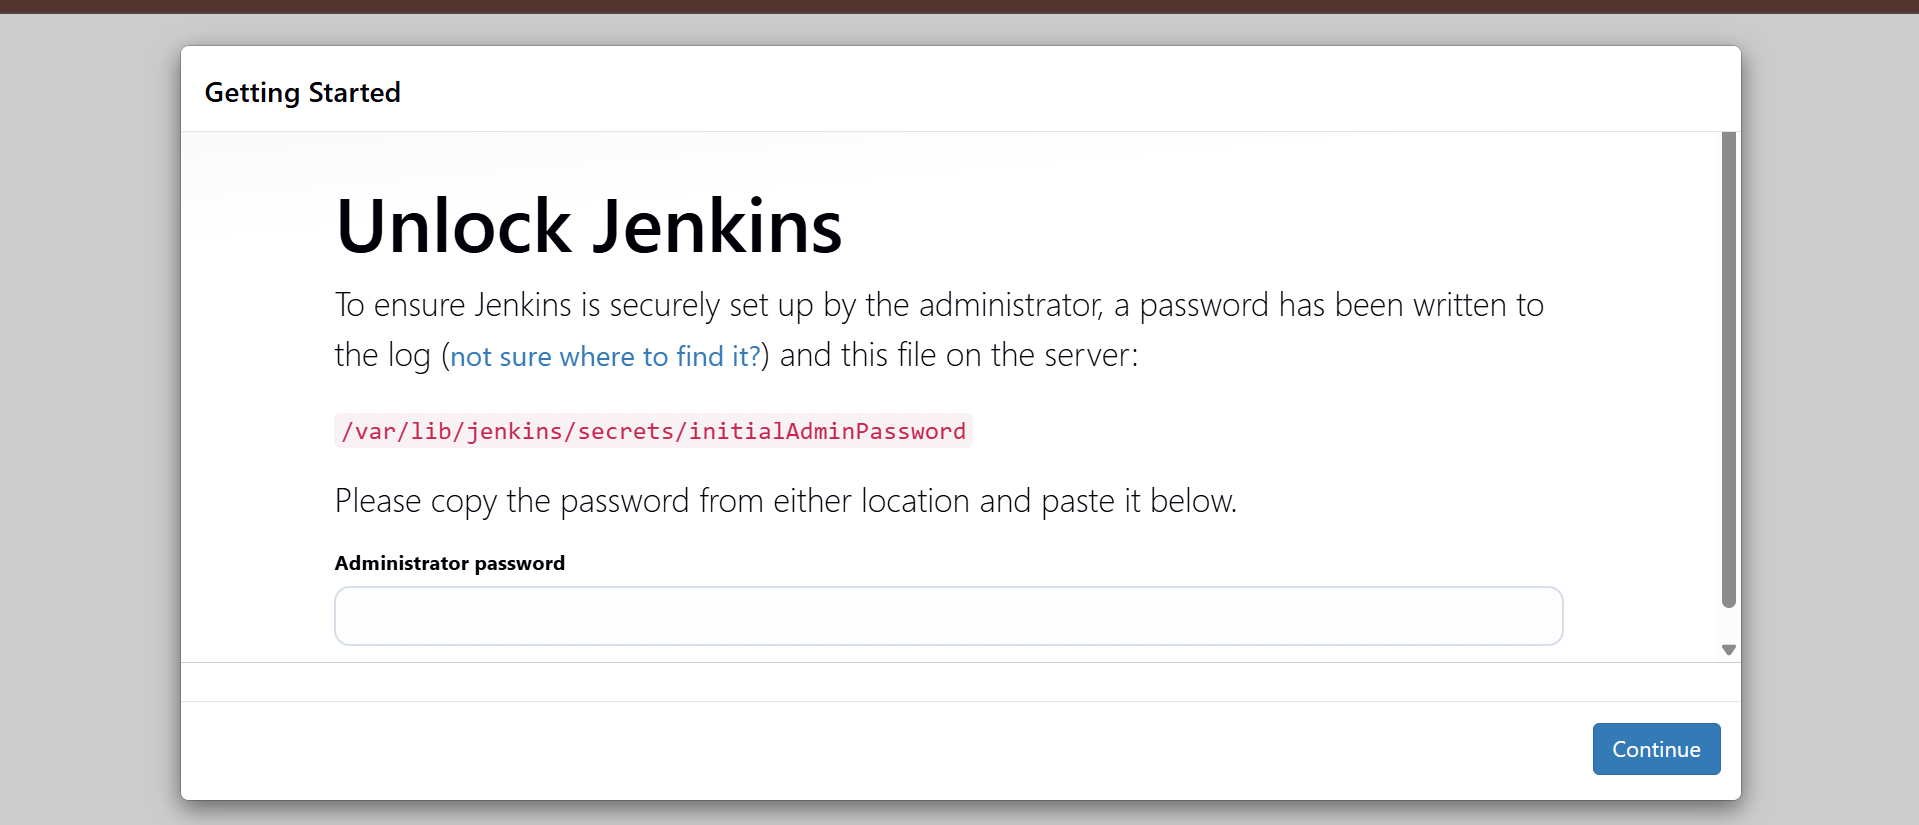 Getting Started
Unlock Jenkins
To ensure Jenkins is securely set up by the administrator, a password has been written to
the log (not sure where to find it?) and this file on the server:
/var/lib/jenkins/secrets/initialAdminPassword
Please copy the password from either location and paste it below.
Administrator password
Continue